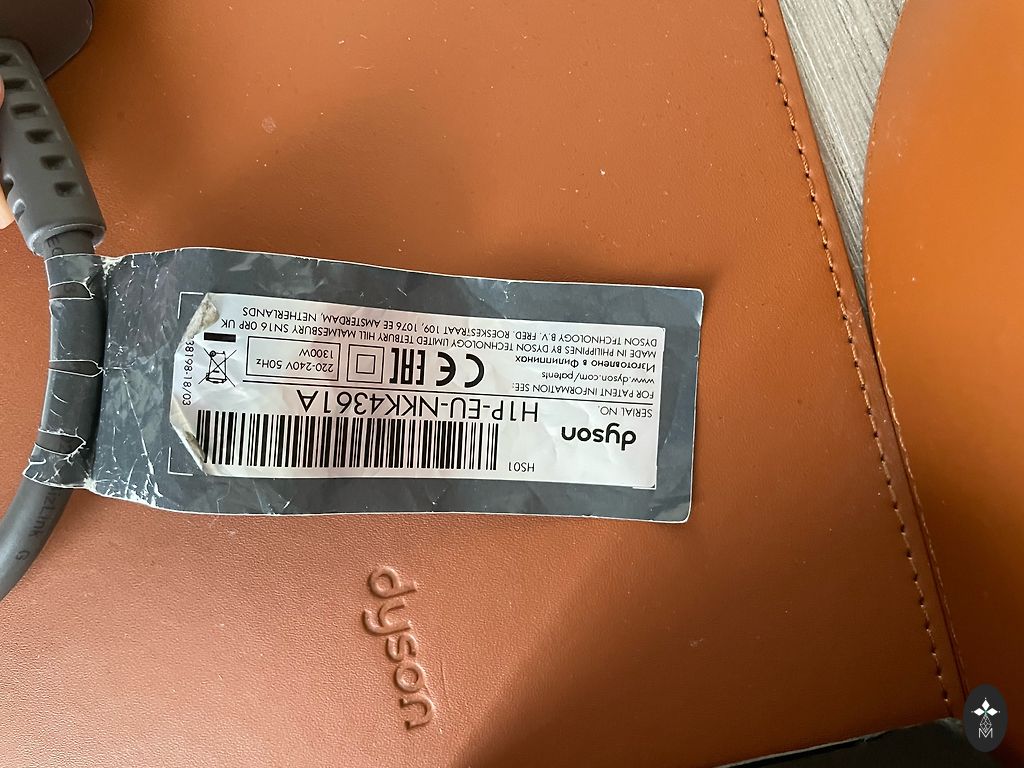 HS01
dyson
SERIAL NO.
H1P-EU-NKK4361A
FOR PATENT INFORMATION SEE:
www.dyson.com/patents
Изготовлено в Филиппинах
MADE IN PHILIPPINES BY DYSON TECHNOLOGY LIMITED TETBURY HILL MALMESBURY SN16 0RP UK
DYSON TECHNOLOGY B.V. FRED. ROESKESTRAAT 109, 1076 EE AMSTERDAM, NETHERLANDS
CE EAC
220-240V 50Hz
1300W
38198-18/03
dyson
M